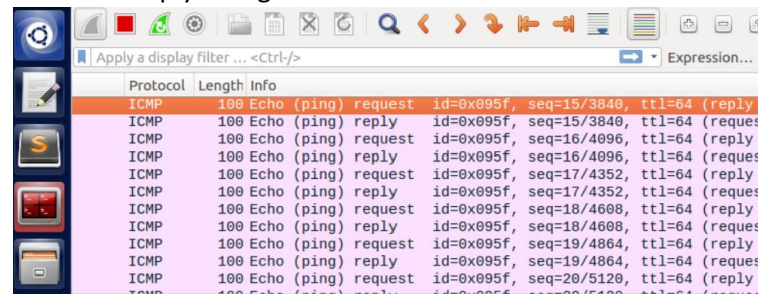 Apply a display filter ... <Ctrl-/>
Expression...
Protocol Length Info
ICMP 100 Echo (ping) request id=0x095f, seq=15/3840, ttl=64 (reply
ICMP 100 Echo (ping) reply id=0x095f, seq=15/3840, ttl=64 (reques
ICMP 100 Echo (ping) request id=0x095f, seq=16/4096, ttl=64 (reply
ICMP 100 Echo (ping) reply id=0x095f, seq=16/4096, ttl=64 (reques
ICMP 100 Echo (ping) request id=0x095f, seq=17/4352, ttl=64 (reply
ICMP 100 Echo (ping) reply id=0x095f, seq=17/4352, ttl=64 (reques
ICMP 100 Echo (ping) request id=0x095f, seq=18/4608, ttl=64 (reply
ICMP 100 Echo (ping) reply id=0x095f, seq=18/4608, ttl=64 (reques
ICMP 100 Echo (ping) request id=0x095f, seq=19/4864, ttl=64 (reply
ICMP 100 Echo (ping) reply id=0x095f, seq=19/4864, ttl=64 (reques
ICMP 100 Echo (ping) request id=0x095f, seq=20/5120, ttl=64 (reply